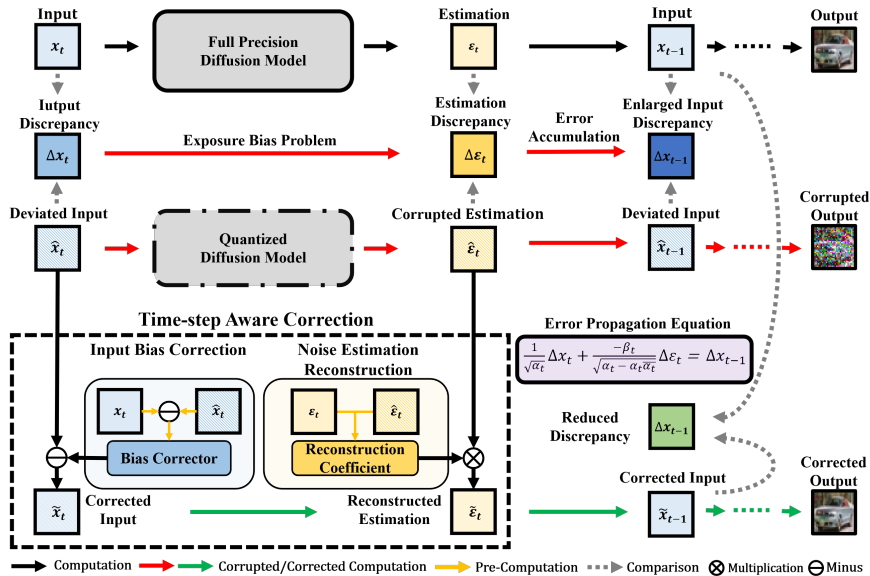 Input
Estimation
Input
Output
x_t
Full Precision
Diffusion Model
ε_t
x_{t−1}
Iutput
Discrepancy
Estimation
Discrepancy
Error
Accumulation
Enlarged Input
Discrepancy
Δx_t
Exposure Bias Problem
Δε_t
Δx_{t−1}
Deviated Input
Corrupted Estimation
Deviated Input
Corrupted
Output
x̂_t
Quantized
Diffusion Model
ε̂_t
x̂_{t−1}
Time-step Aware Correction
Input Bias Correction
Noise Estimation
Reconstruction
Error Propagation Equation
1/√α_t Δx_t + −β_t/√(α_t − α_tᾱ_t) Δε_t = Δx_{t−1}
x_t
x̂_t
ε_t
ε̂_t
Bias Corrector
Reconstruction
Coefficient
Reduced
Discrepancy
Δx_{t−1}
x̃_t
Corrected
Input
Reconstructed
Estimation
ε̃_t
Corrected Input
x̃_{t−1}
Corrected
Output
Computation
Corrupted/Corrected Computation
Pre-Computation
Comparison
Multiplication
Minus